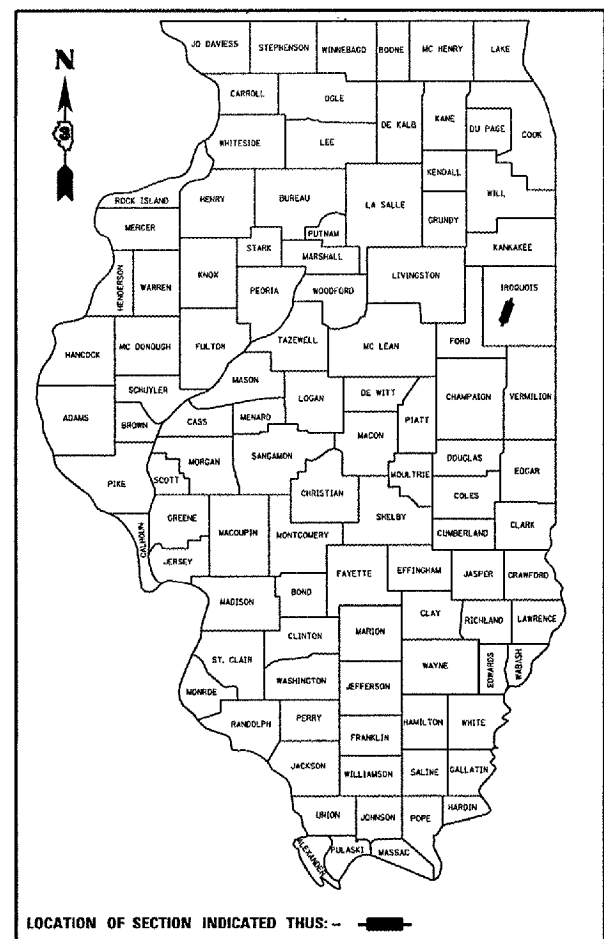 JO DAVIESS STEPHENSON WINNEBAGO BOONE MC HENRY LAKE
N
CARROLL OGLE
DE KALB KANE DU PAGE COOK
3
WHITESIDE LEE
KENDALL WILL
ROCK ISLAND HENRY BUREAU LA SALLE
MERCER PUTNAM GRUNDY
STARK MARSHALL KANKAKEE
HENDERSON WARREN KNOX PEORIA WOODFORD LIVINGSTON IROQUOIS
HANCOCK MC DONOUGH FULTON TAZEWELL MC LEAN FORD
SCHUYLER MASON
ADAMS BROWN CASS MENARD LOGAN DE WITT PIATT CHAMPAIGN VERMILION
MACON
PIKE SCOTT MORGAN SANGAMON CHRISTIAN MOULTRIE DOUGLAS EDGAR
COLES
CALHOUN GREENE MACOUPIN MONTGOMERY SHELBY CUMBERLAND CLARK
JERSEY
FAYETTE EFFINGHAM JASPER CRAWFORD
MADISON BOND
CLAY RICHLAND LAWRENCE
CLINTON MARION
ST. CLAIR WAYNE EDWARDS WABASH
WASHINGTON JEFFERSON
MONROE
RANDOLPH PERRY HAMILTON WHITE
FRANKLIN
JACKSON WILLIAMSON SALINE GALLATIN
UNION JOHNSON POPE HARDIN
ALEXANDER PULASKI MASSAC
LOCATION OF SECTION INDICATED THUS: -